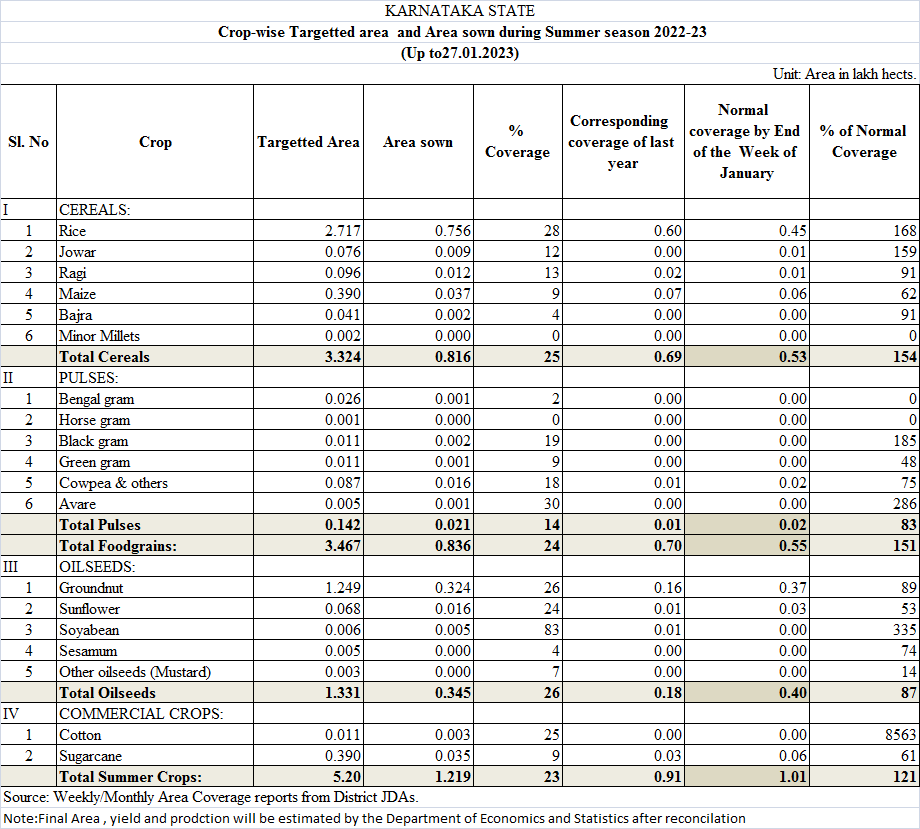 KARNATAKA STATE
Crop-wise Targetted area and Area sown during Summer season 2022-23
(Up to27.01.2023)
Unit: Area in lakh hects.
Sl. No Crop Targetted Area Area sown % Coverage Corresponding coverage of last year Normal coverage by End of the Week of January % of Normal Coverage
I CEREALS:
1 Rice 2.717 0.756 28 0.60 0.45 168
2 Jowar 0.076 0.009 12 0.00 0.01 159
3 Ragi 0.096 0.012 13 0.02 0.01 91
4 Maize 0.390 0.037 9 0.07 0.06 62
5 Bajra 0.041 0.002 4 0.00 0.00 91
6 Minor Millets 0.002 0.000 0 0.00 0.00 0
Total Cereals 3.324 0.816 25 0.69 0.53 154
II PULSES:
1 Bengal gram 0.026 0.001 2 0.00 0.00 0
2 Horse gram 0.001 0.000 0 0.00 0.00 0
3 Black gram 0.011 0.002 19 0.00 0.00 185
4 Green gram 0.011 0.001 9 0.00 0.00 48
5 Cowpea & others 0.087 0.016 18 0.01 0.02 75
6 Avare 0.005 0.001 30 0.00 0.00 286
Total Pulses 0.142 0.021 14 0.01 0.02 83
Total Foodgrains: 3.467 0.836 24 0.70 0.55 151
III OILSEEDS:
1 Groundnut 1.249 0.324 26 0.16 0.37 89
2 Sunflower 0.068 0.016 24 0.01 0.03 53
3 Soyabean 0.006 0.005 83 0.01 0.00 335
4 Sesamum 0.005 0.000 4 0.00 0.00 74
5 Other oilseeds (Mustard) 0.003 0.000 7 0.00 0.00 14
Total Oilseeds 1.331 0.345 26 0.18 0.40 87
IV COMMERCIAL CROPS:
1 Cotton 0.011 0.003 25 0.00 0.00 8563
2 Sugarcane 0.390 0.035 9 0.03 0.06 61
Total Summer Crops: 5.20 1.219 23 0.91 1.01 121
Source: Weekly/Monthly Area Coverage reports from District JDAs.
Note:Final Area , yield and prodction will be estimated by the Department of Economics and Statistics after reconcilation